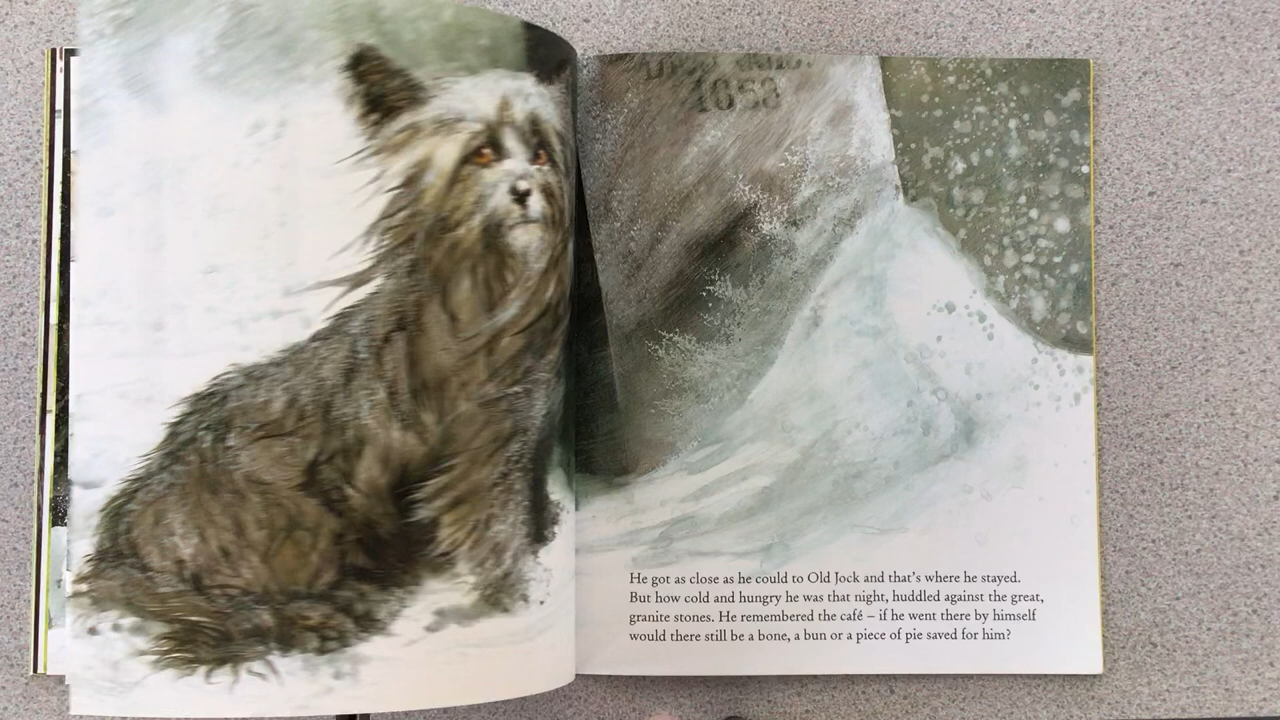 1858
He got as close as he could to Old Jock and that's where he stayed.
But how cold and hungry he was that night, huddled against the great,
granite stones. He remembered the café – if he went there by himself
would there still be a bone, a bun or a piece of pie saved for him?